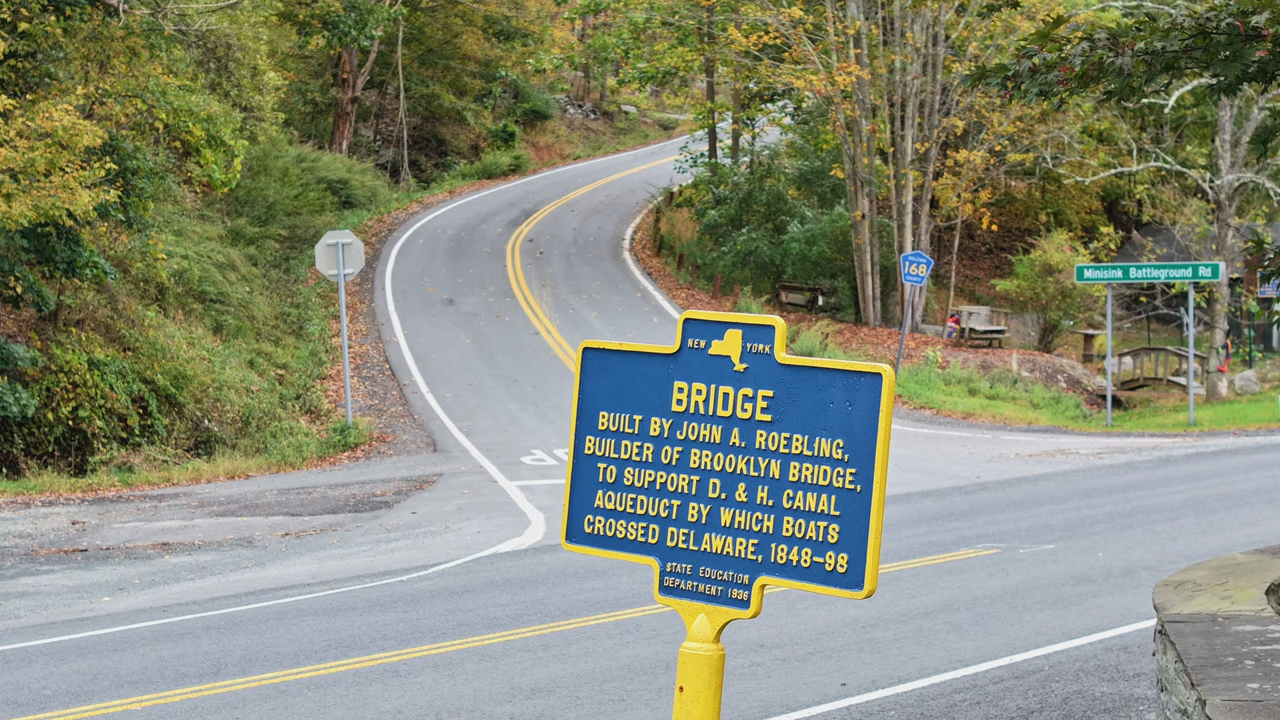 NEW YORK
BRIDGE
BUILT BY JOHN A. ROEBLING,
BUILDER OF BROOKLYN BRIDGE,
TO SUPPORT D. & H. CANAL
AQUEDUCT BY WHICH BOATS
CROSSED DELAWARE, 1848-98
STATE EDUCATION
DEPARTMENT 1936
168
Minisink Battleground Rd